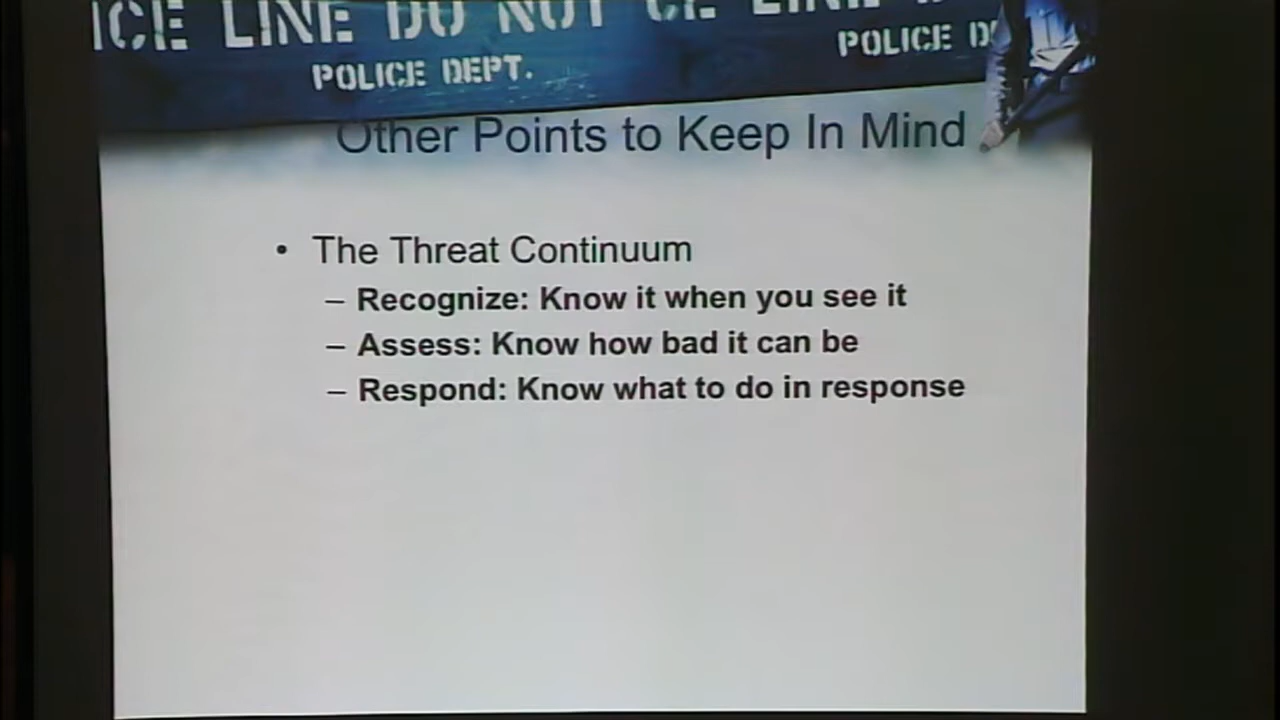 ICE LINE DO NOT CE LINE
POLICE DEPT.
POLICE D
Other Points to Keep In Mind
• The Threat Continuum
– Recognize: Know it when you see it
– Assess: Know how bad it can be
– Respond: Know what to do in response